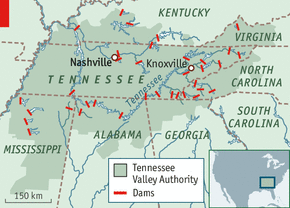 KENTUCKY
VIRGINIA
Nashville
Knoxville
TENNESSEE
Tennessee
NORTH
CAROLINA
SOUTH
CAROLINA
ALABAMA
GEORGIA
MISSISSIPPI
Tennessee
Valley Authority
Dams
150 km